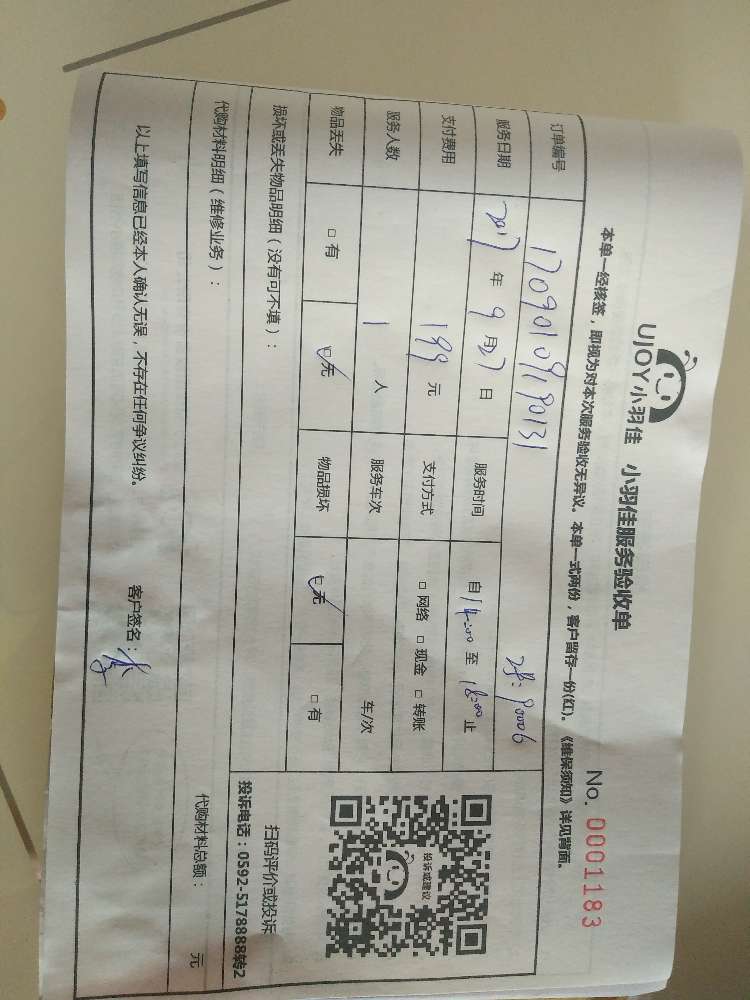 UJOY小羽佳 小羽佳服务验收单
No. 0001183
本单一经核签，即视为对本次服务验收无异议。本单一式两份，客户留存一份(红)。《维保须知》详见背面。
订单编号
服务日期 2017 年 9 月 27 日 服务时间 自 14:00 至 18:00 止
支付费用 199 元 支付方式 □ 网络 □ 现金 □ 转账
服务人数 1 人 服务车次 车/次
物品丢失 □ 有 □ 无 物品损坏 □ 无 □ 有
损坏或丢失物品明细（没有可不填）：
投诉或建议
扫码评价或投诉
投诉电话：0592-5178888转2
代购材料明细（维修业务）： 代购材料总额： 元
以上填写信息已经本人确认无误，不存在任何争议纠纷。 客户签名：